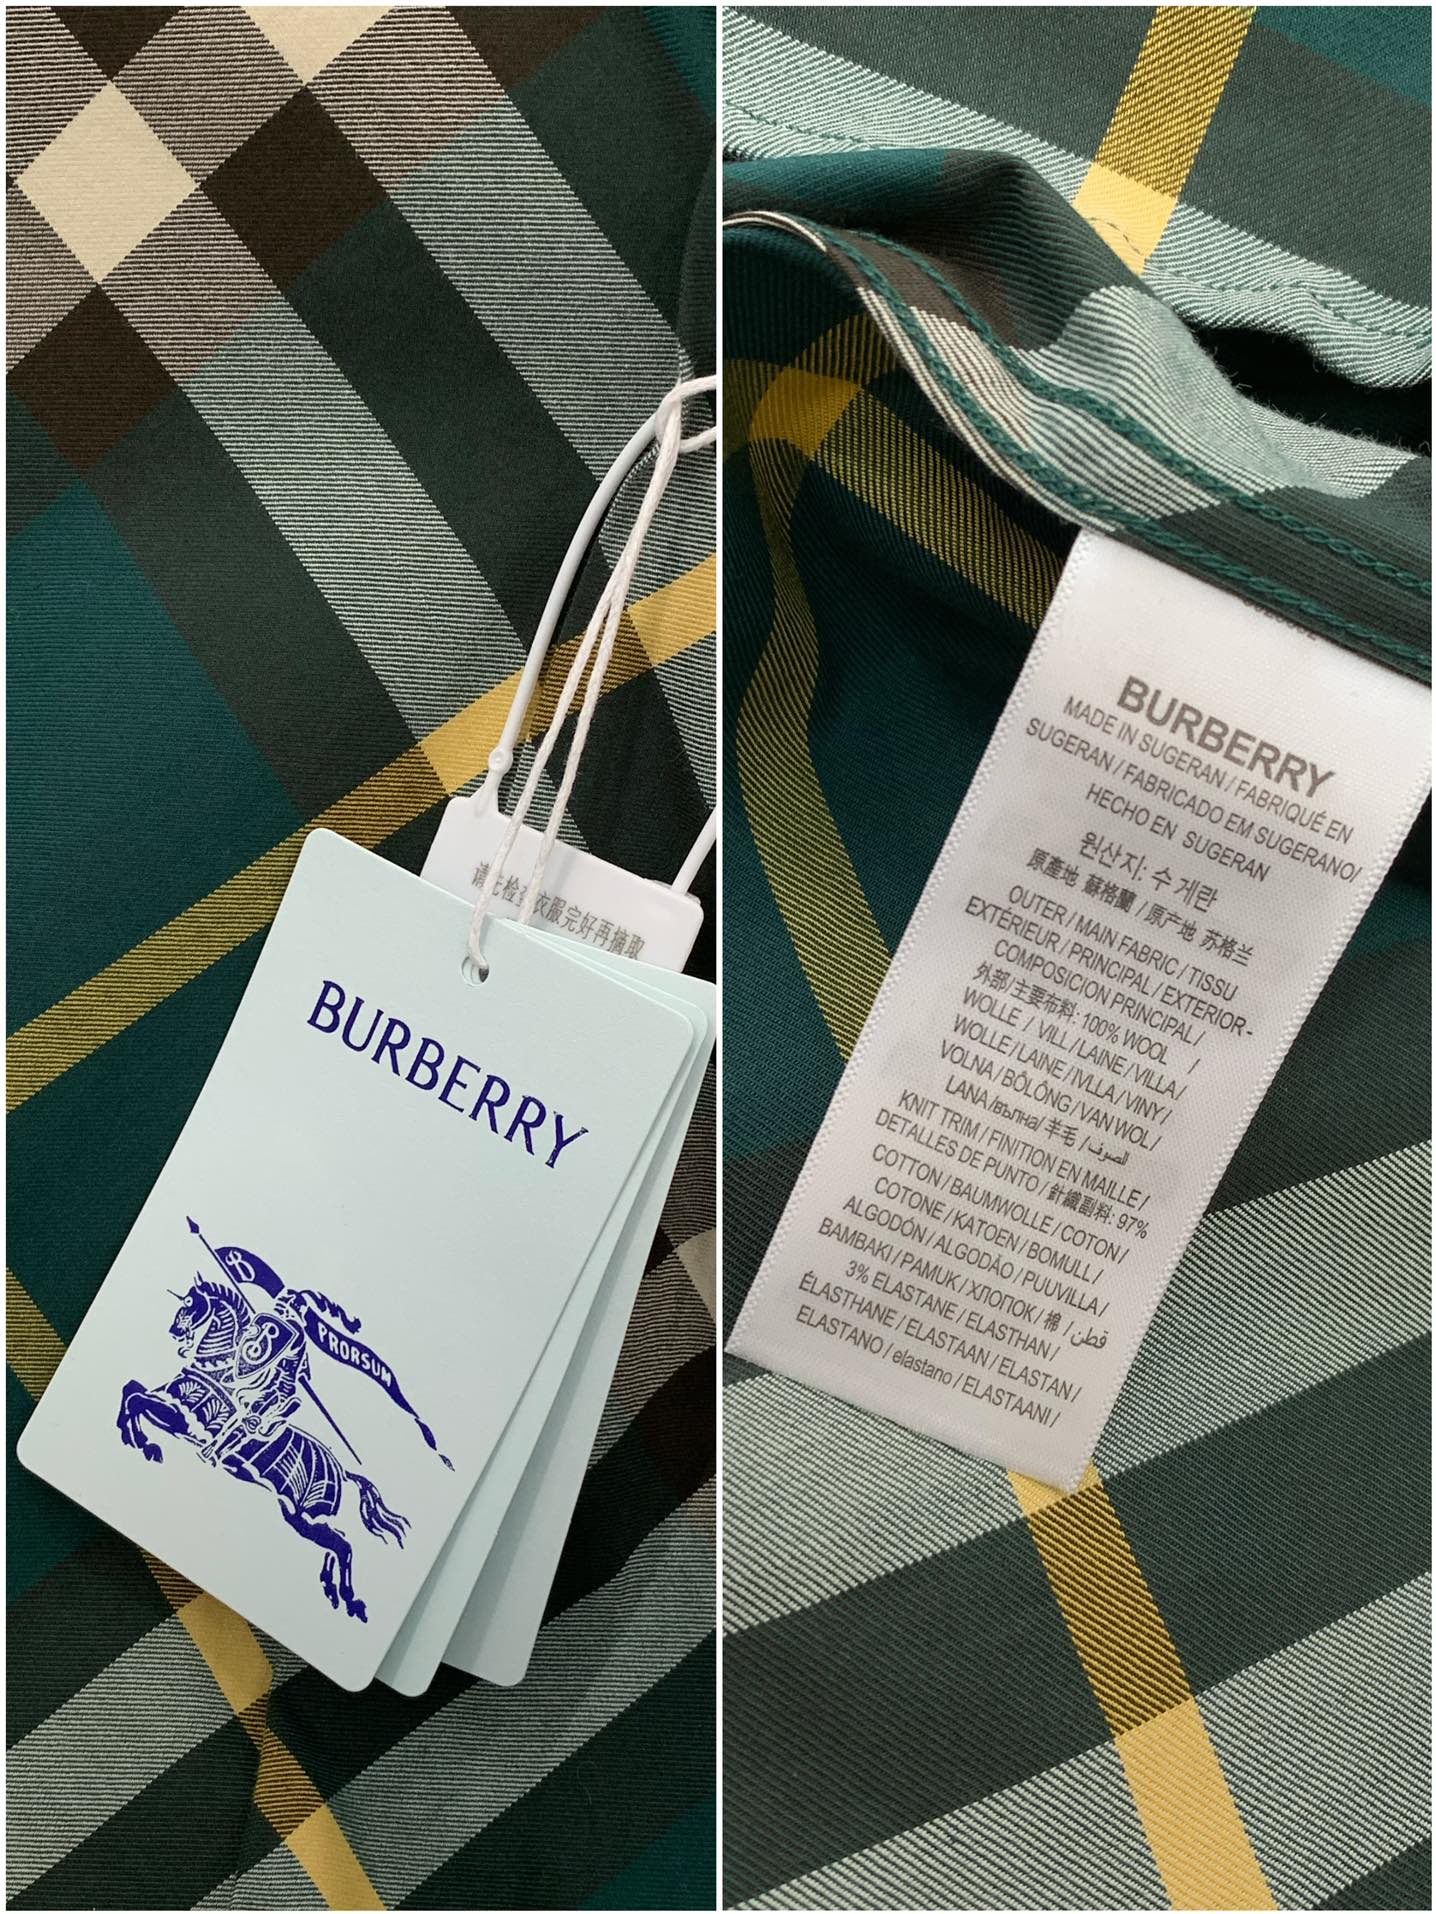 请先检查衣服完好再摘取
BURBERRY
PRORSUM
BURBERRY
MADE IN SUGERAN / FABRIQUÉ EN
SUGERAN / FABRICADO EM SUGERANO/
HECHO EN SUGERAN
원산지: 수 게란
原產地 蘇格蘭 / 原产地 苏格兰
OUTER / MAIN FABRIC / TISSU
EXTÉRIEUR / PRINCIPAL / EXTERIOR-
COMPOSICION PRINCIPAL /
外部/主要布料: 100% WOOL /
WOLLE / VILL / LAINE / VILLA /
WOLLE / LAINE / IVLLA / VINY /
VOLNA / BÔLÓNG / VAN WOL /
LANA /вълна/ 羊毛 / الصوف
KNIT TRIM / FINITION EN MAILLE /
DETALLES DE PUNTO / 針織副料: 97%
COTTON / BAUMWOLLE / COTON /
COTONE / KATOEN / BOMULL /
ALGODÓN / ALGODÃO / PUUVILLA /
BAMBAKI / PAMUK / ХЛОПОК / 棉 / قطن
3% ELASTANE / ELASTHAN /
ÉLASTHANE / ELASTAAN / ELASTAN /
ELASTANO / elastano / ELASTAANI /